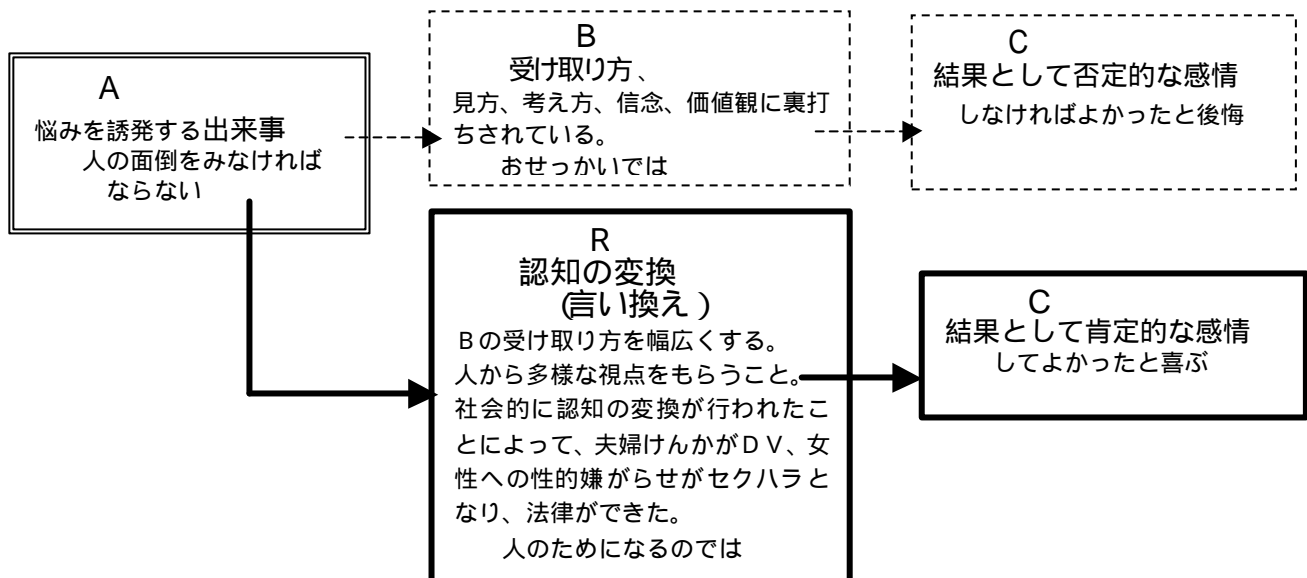 A
悩みを誘発する出来事
人の面倒をみなければ
ならない
B
受け取り方、
見方、考え方、信念、価値観に裏打
ちされている。
おせっかいでは
C
結果として否定的な感情
しなければよかったと後悔
R
認知の変換
(言い換え)
Bの受け取り方を幅広くする。
人から多様な視点をもらうこと。
社会的に認知の変換が行われたこ
とによって、夫婦けんかがDV、女
性への性的嫌がらせがセクハラと
なり、法律ができた。
人のためになるのでは
C
結果として肯定的な感情
してよかったと喜ぶ